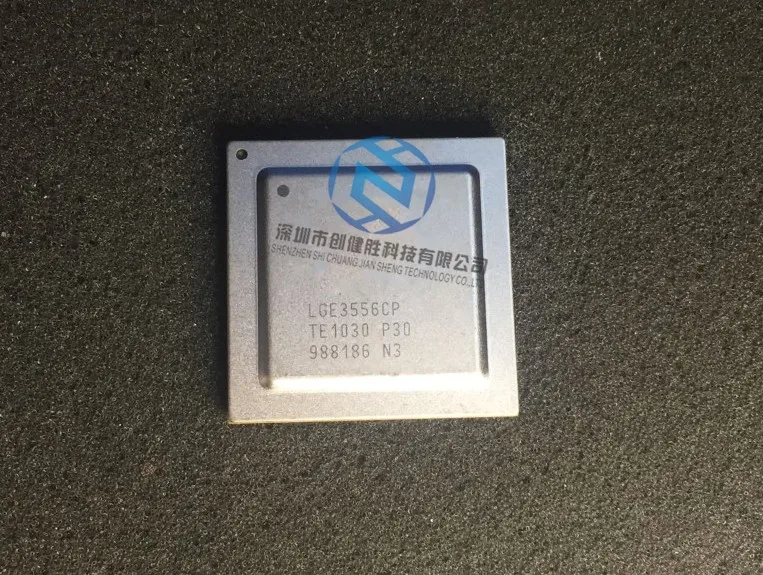 深圳市创健胜科技有限公司
SHENZHEN SHI CHUANG JIAN SHENG TECHNOLOGY CO.,LTD
LGE3556CP
TE1030 P30
988186 N3